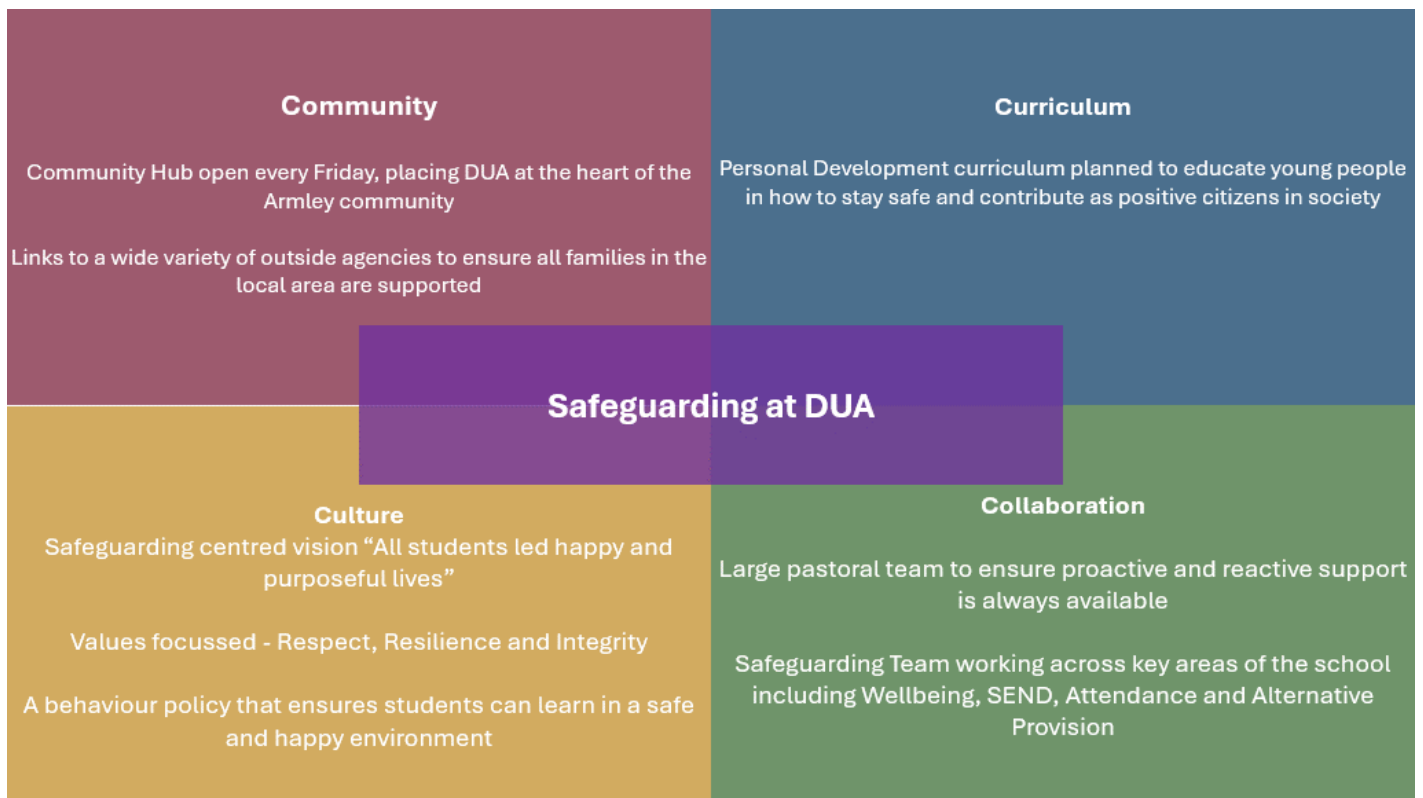 Community
Community Hub open every Friday, placing DUA at the heart of the
Armley community
Links to a wide variety of outside agencies to ensure all families in the
local area are supported
Curriculum
Personal Development curriculum planned to educate young people
in how to stay safe and contribute as positive citizens in society
Safeguarding at DUA
Culture
Safeguarding centred vision “All students led happy and
purposeful lives”
Values focussed - Respect, Resilience and Integrity
A behaviour policy that ensures students can learn in a safe
and happy environment
Collaboration
Large pastoral team to ensure proactive and reactive support
is always available
Safeguarding Team working across key areas of the school
including Wellbeing, SEND, Attendance and Alternative
Provision